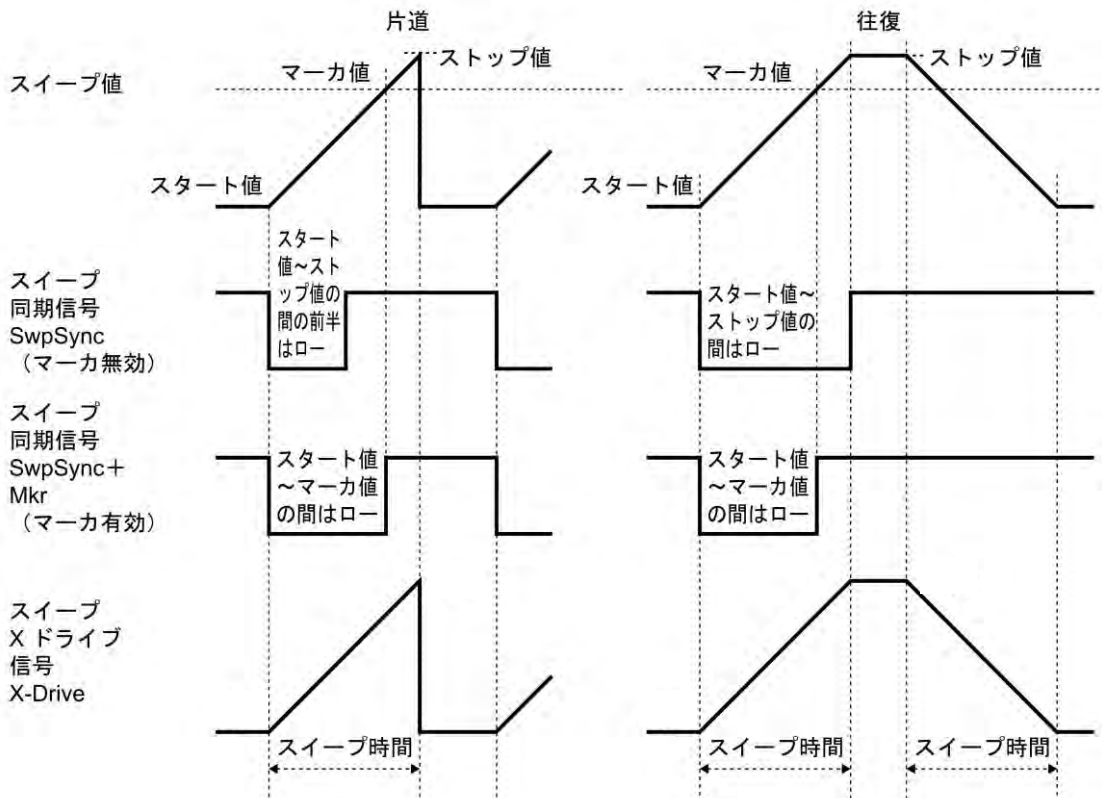 片道
往復
スイープ値
マーカ値
ストップ値
スタート値
マーカ値
ストップ値
スタート値
スイープ
同期信号
SwpSync
（マーカ無効）
スタート
値～スト
ップ値の
間の前半
はロー
スタート値～
ストップ値の
間はロー
スイープ
同期信号
SwpSync＋
Mkr
（マーカ有効）
スタート値
～マーカ値
の間はロー
スタート値
～マーカ値
の間はロー
スイープ
X ドライブ
信号
X-Drive
スイープ時間
スイープ時間
スイープ時間